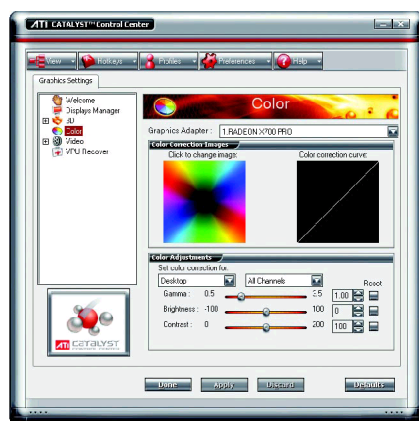 ATI CATALYST™ Control Center
View Hotkeys Profiles Preferences Help
Graphics Settings
Welcome
Displays Manager
3D
Color
Video
VPU Recover
Color
Graphics Adapter : 1.RADEON X700 PRO
Color Correction Images
Click to change image: Color correction curve:
Color Adjustments
Set color correction for:
Desktop All Channels Reset
Gamma : 0.5 3.5 1.00
Brightness : -100 100 0
Contrast : 0 200 100
ATI CATALYST
CONTROL CENTER
Done Apply Discard Defaults